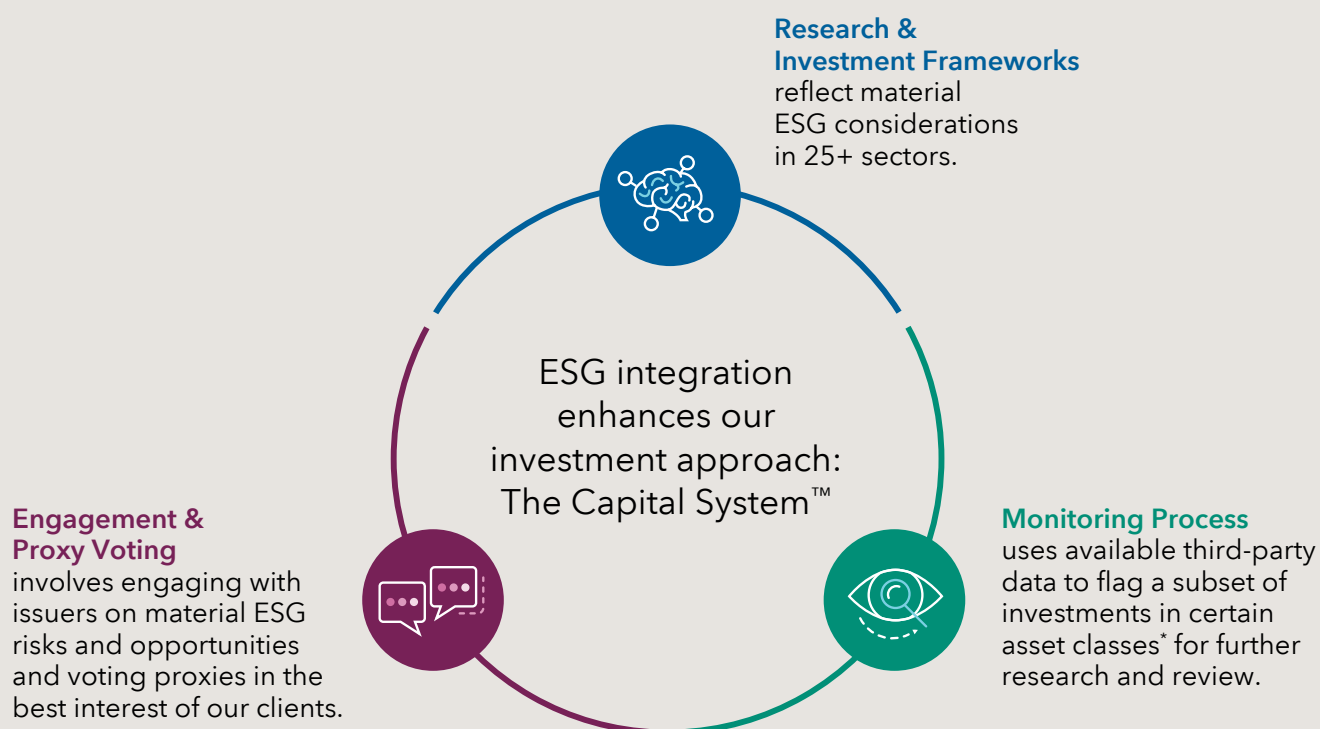 Research &
Investment Frameworks
reflect material
ESG considerations
in 25+ sectors.
ESG integration
enhances our
investment approach:
The Capital System™
Engagement &
Proxy Voting
involves engaging with
issuers on material ESG
risks and opportunities
and voting proxies in the
best interest of our clients.
Monitoring Process
uses available third-party
data to flag a subset of
investments in certain
asset classes* for further
research and review.